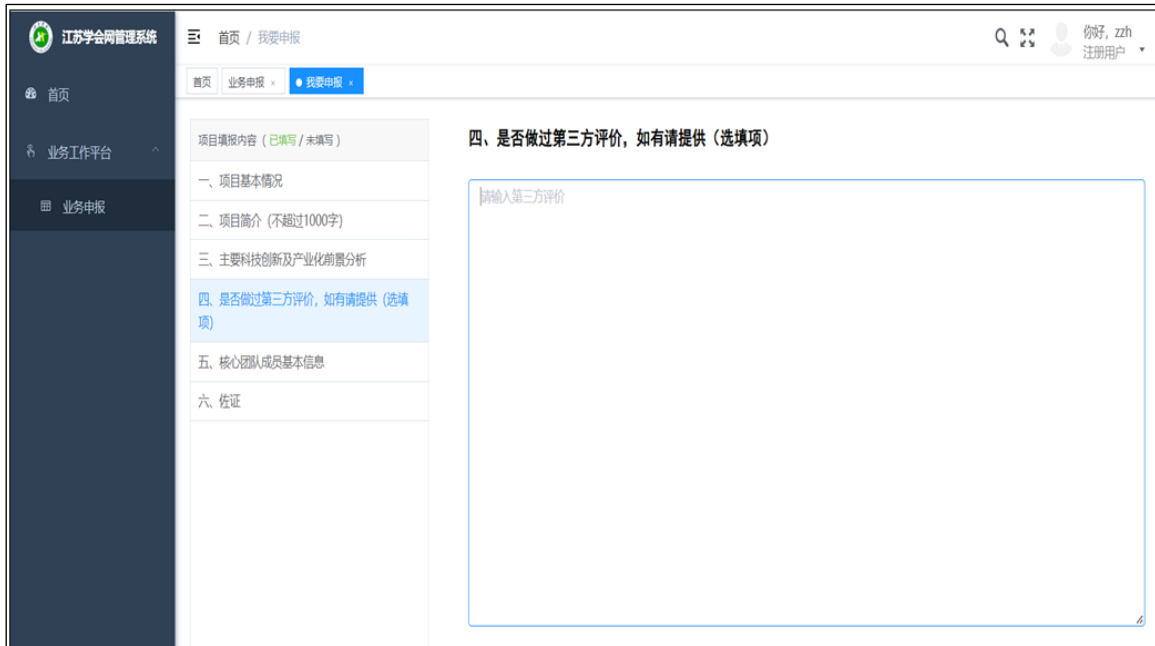 江苏学会网管理系统
首页 / 我要申报
你好, zzh
注册用户
首页
业务申报 ×
我要申报 ×
首页
业务工作平台
业务申报
项目填报内容 ( 已填写 / 未填写 )
一、项目基本情况
二、项目简介 (不超过1000字)
三、主要科技创新及产业化前景分析
四、是否做过第三方评价, 如有请提供 (选填
项)
五、核心团队成员基本信息
六、佐证
四、是否做过第三方评价，如有请提供（选填项）
请输入第三方评价